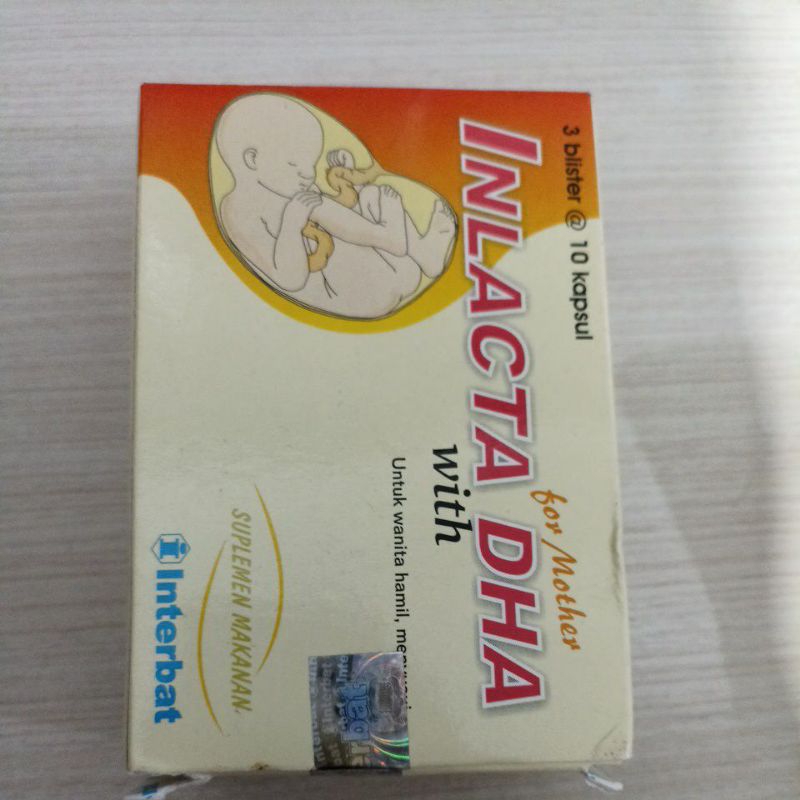 3 blister @ 10 kapsul
for Mother
INLACTA DHA
with
Untuk wanita hamil,
SUPLEMEN MAKANAN
Interbat